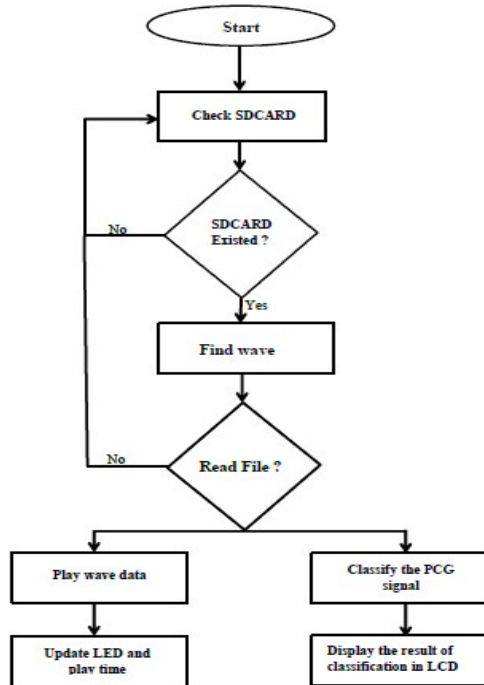 Start
Check SDCARD
SDCARD
Existed ?
No
Yes
Find wave
Read File ?
No
Play wave data
Classify the PCG
signal
Update LED and
play time
Display the result of
classification in LCD